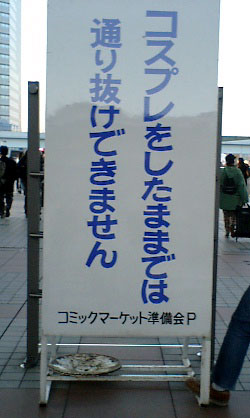 コスプレをしたままでは
通り抜けできません
コミックマーケット準備会P